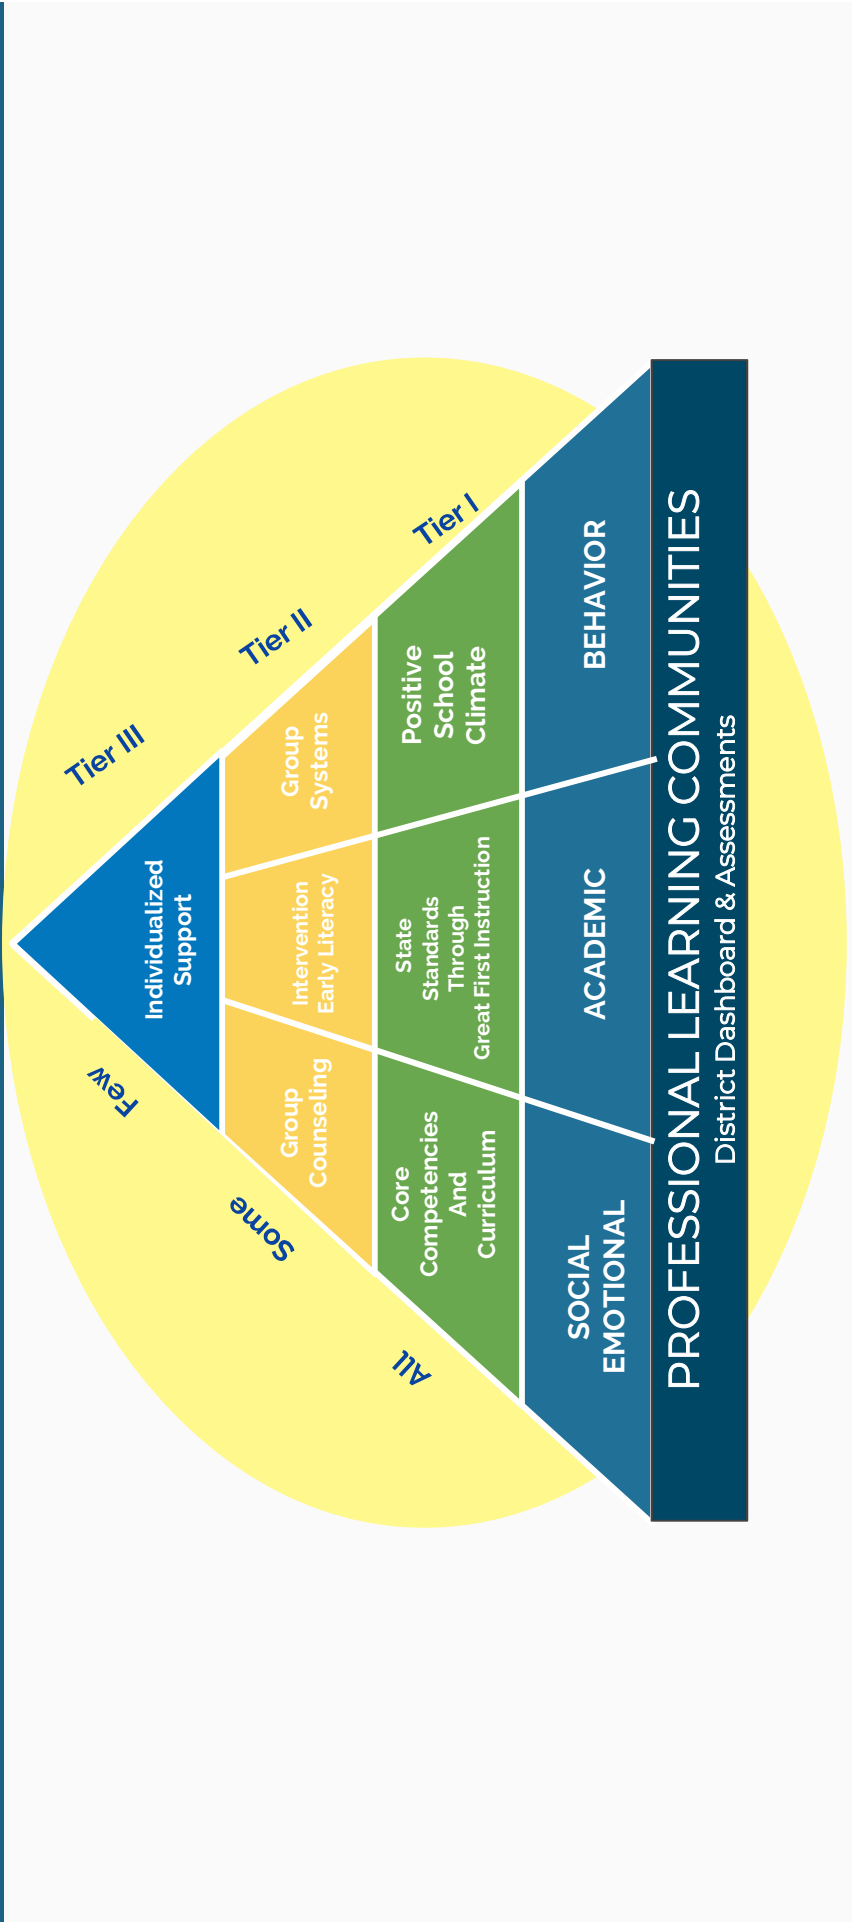 Tier III
Few
Individualized
Support
Tier II
Some
Group
Counseling
Intervention
Early Literacy
Group
Systems
Tier I
All
Core
Competencies
And
Curriculum
State
Standards
Through
Great First Instruction
Positive
School
Climate
SOCIAL
EMOTIONAL
ACADEMIC
BEHAVIOR
PROFESSIONAL LEARNING COMMUNITIES
District Dashboard & Assessments